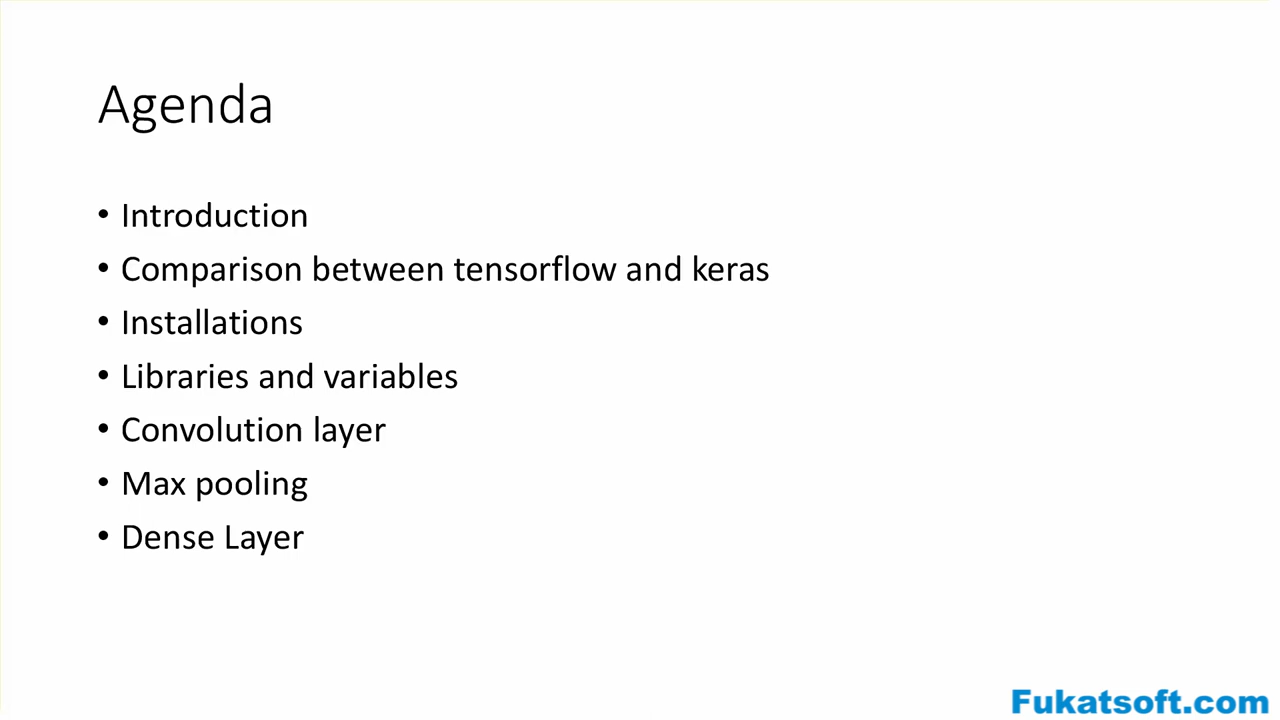 Agenda
• Introduction
• Comparison between tensorflow and keras
• Installations
• Libraries and variables
• Convolution layer
• Max pooling
• Dense Layer
Fukatsoft.com